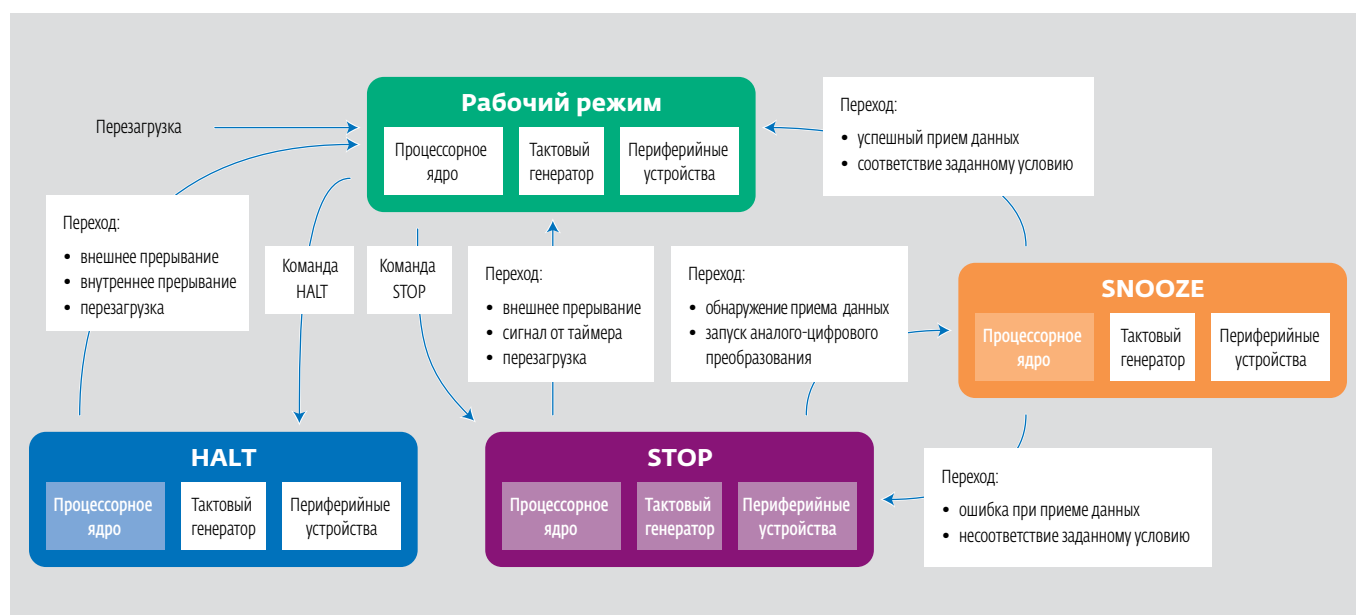 Рабочий режим
Процессорное
ядро
Тактовый
генератор
Периферийные
устройства
Перезагрузка
Переход:
• успешный прием данных
• соответствие заданному условию
Переход:
• внешнее прерывание
• внутреннее прерывание
• перезагрузка
Команда
HALT
Команда
STOP
Переход:
• внешнее прерывание
• сигнал от таймера
• перезагрузка
Переход:
• обнаружение приема данных
• запуск аналого-цифрового
преобразования
SNOOZE
Процессорное
ядро
Тактовый
генератор
Периферийные
устройства
HALT
Процессорное
ядро
Тактовый
генератор
Периферийные
устройства
STOP
Процессорное
ядро
Тактовый
генератор
Периферийные
устройства
Переход:
• ошибка при приеме данных
• несоответствие заданному условию